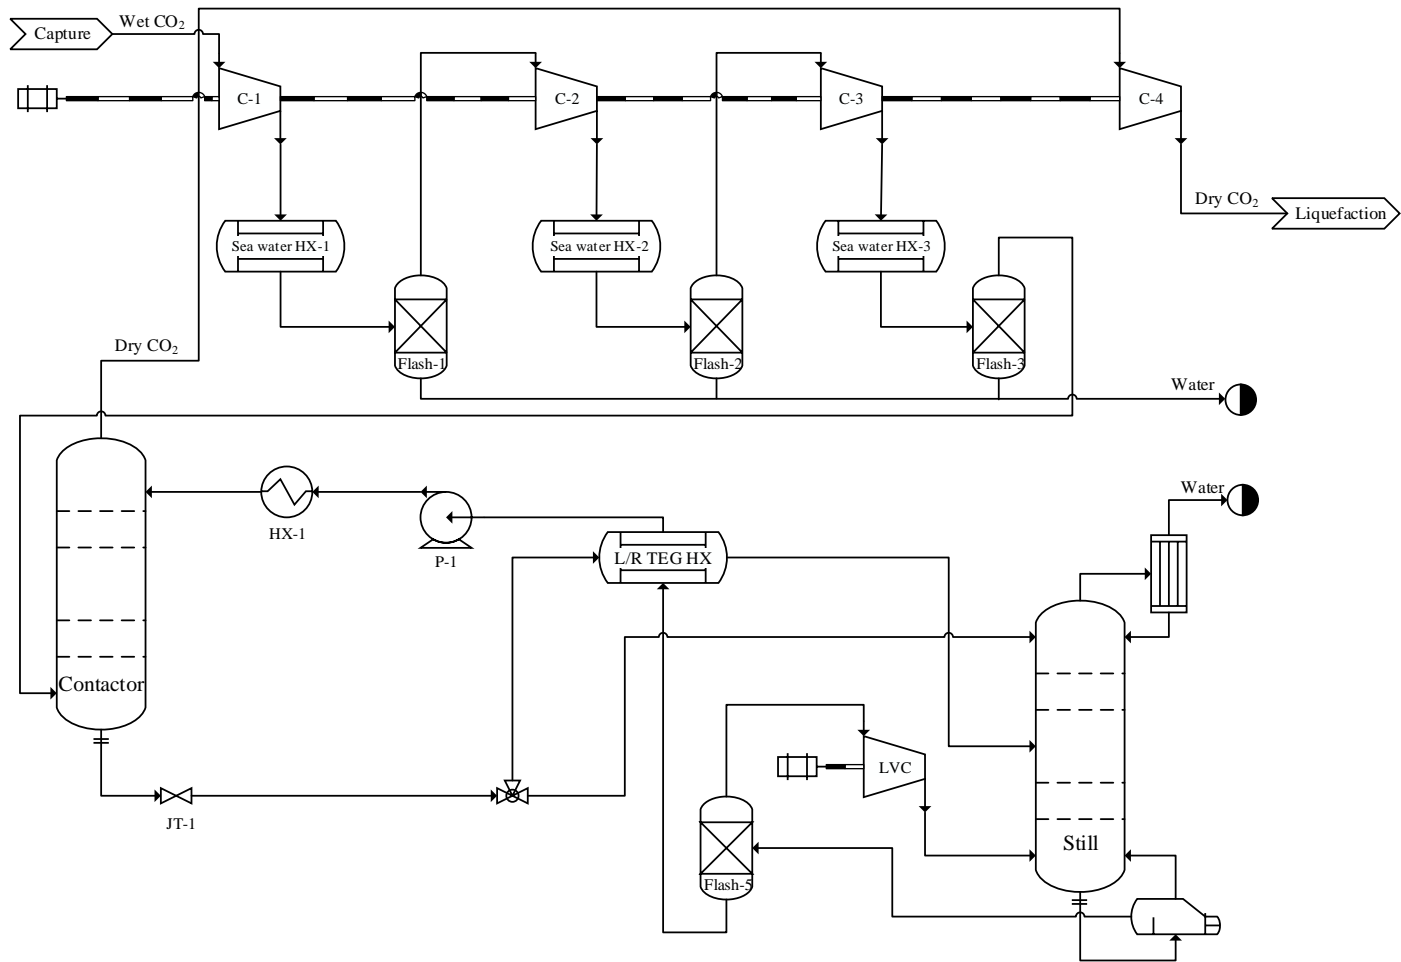 Capture
Wet CO₂
C-1
C-2
C-3
C-4
Dry CO₂
Liquefaction
Sea water HX-1
Sea water HX-2
Sea water HX-3
Dry CO₂
Flash-1
Flash-2
Flash-3
Water
Water
HX-1
P-1
L/R TEG HX
Contactor
LVC
JT-1
Still
Flash-5